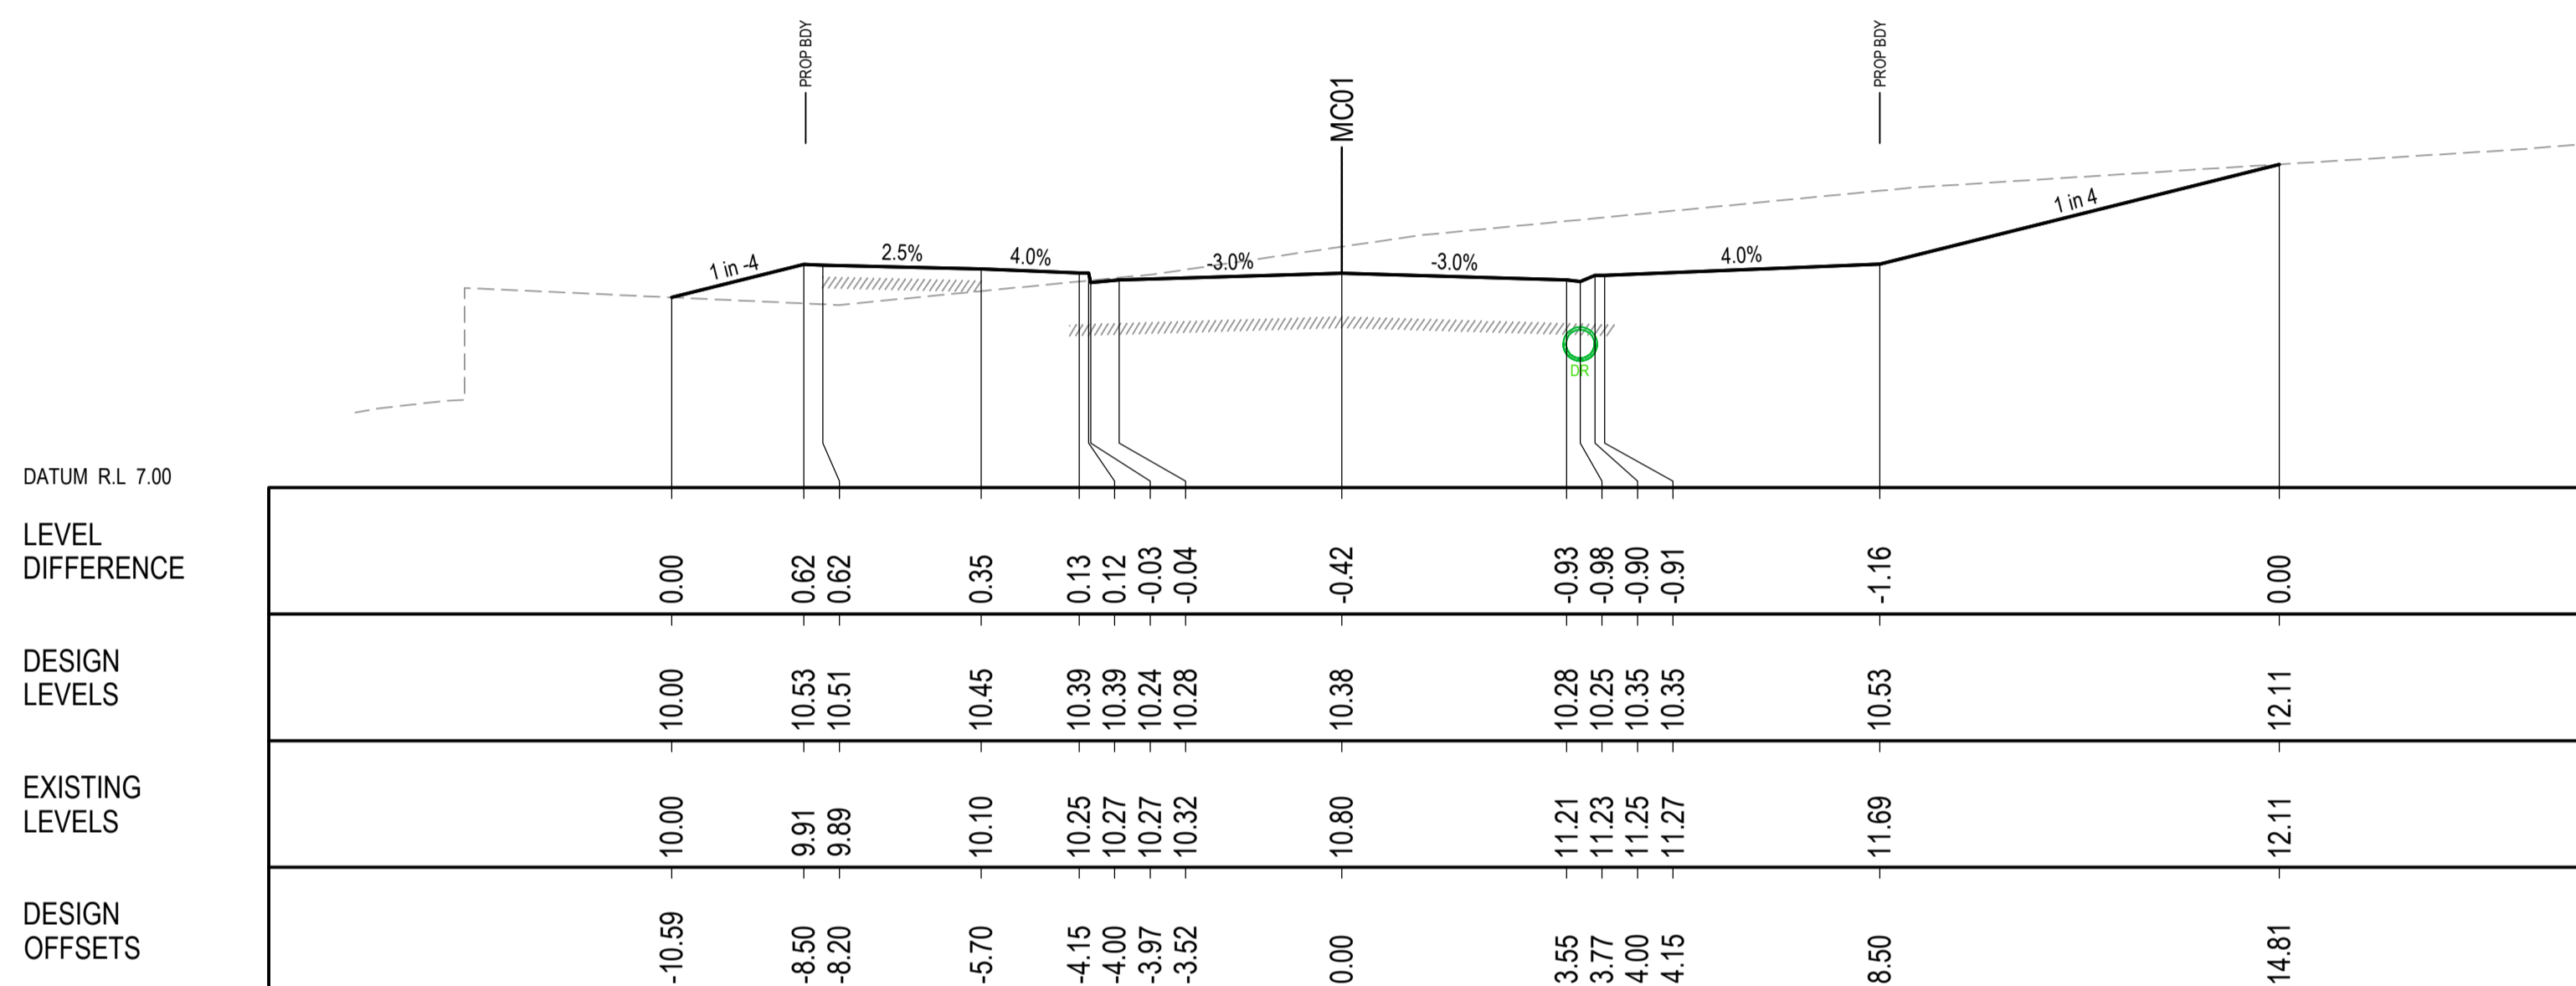 PROP BDY
PROP BDY
MC01
1 in -4
2.5%
4.0%
-3.0%
-3.0%
4.0%
1 in 4
DR
DATUM R.L 7.00
LEVEL
DIFFERENCE
0.00 0.62 0.62 0.35 0.13 0.12 -0.03 -0.04 -0.42 -0.93 -0.98 -0.90 -0.91 -1.16 0.00
DESIGN
LEVELS
10.00 10.53 10.51 10.45 10.39 10.39 10.24 10.28 10.38 10.28 10.25 10.35 10.35 10.53 12.11
EXISTING
LEVELS
10.00 9.91 9.89 10.10 10.25 10.27 10.27 10.32 10.80 11.21 11.23 11.25 11.27 11.69 12.11
DESIGN
OFFSETS
-10.59 -8.50 -8.20 -5.70 -4.15 -4.00 -3.97 -3.52 0.00 3.55 3.77 4.00 4.15 8.50 14.81